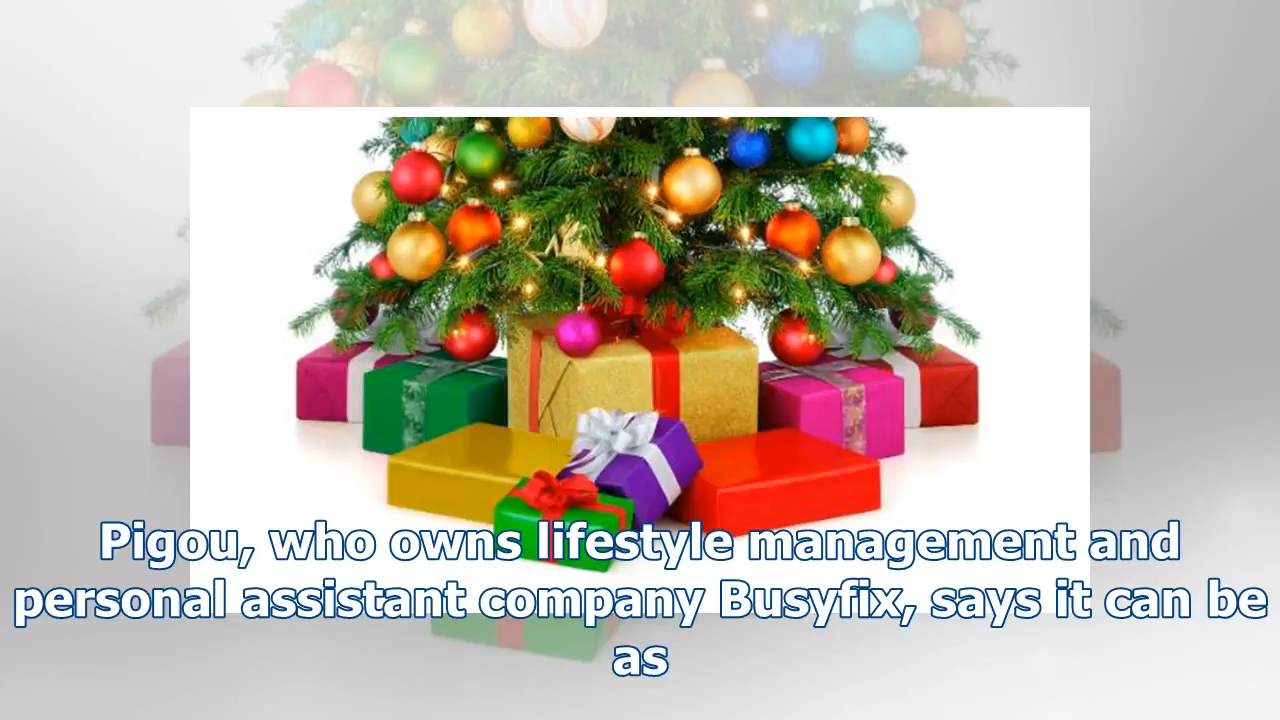 Pigou, who owns lifestyle management and
personal assistant company Busyfix, says it can be
as